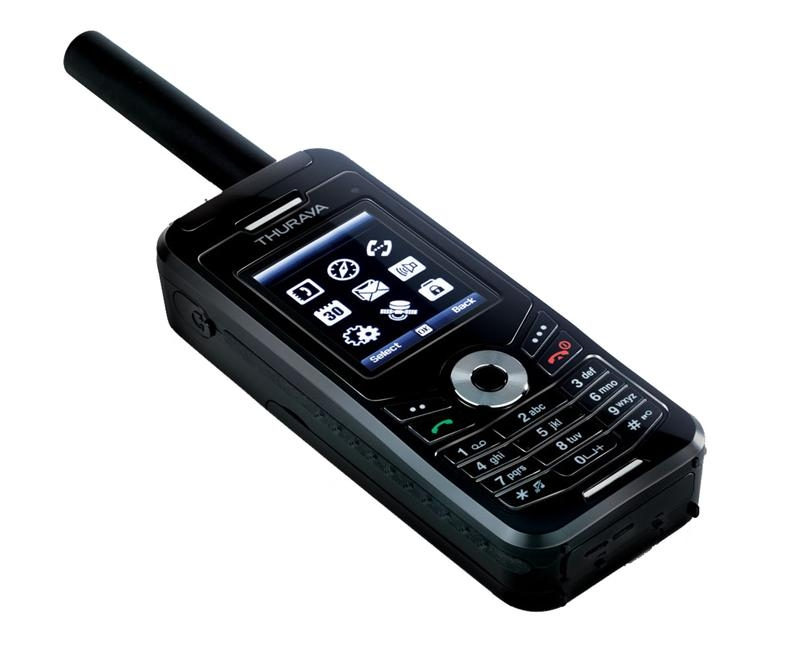 THURAYA
30
Select OK Back
1
2 abc
3 def
4 ghi
5 jkl
6 mno
7 pqrs
8 tuv
9 wxyz
*
0
#